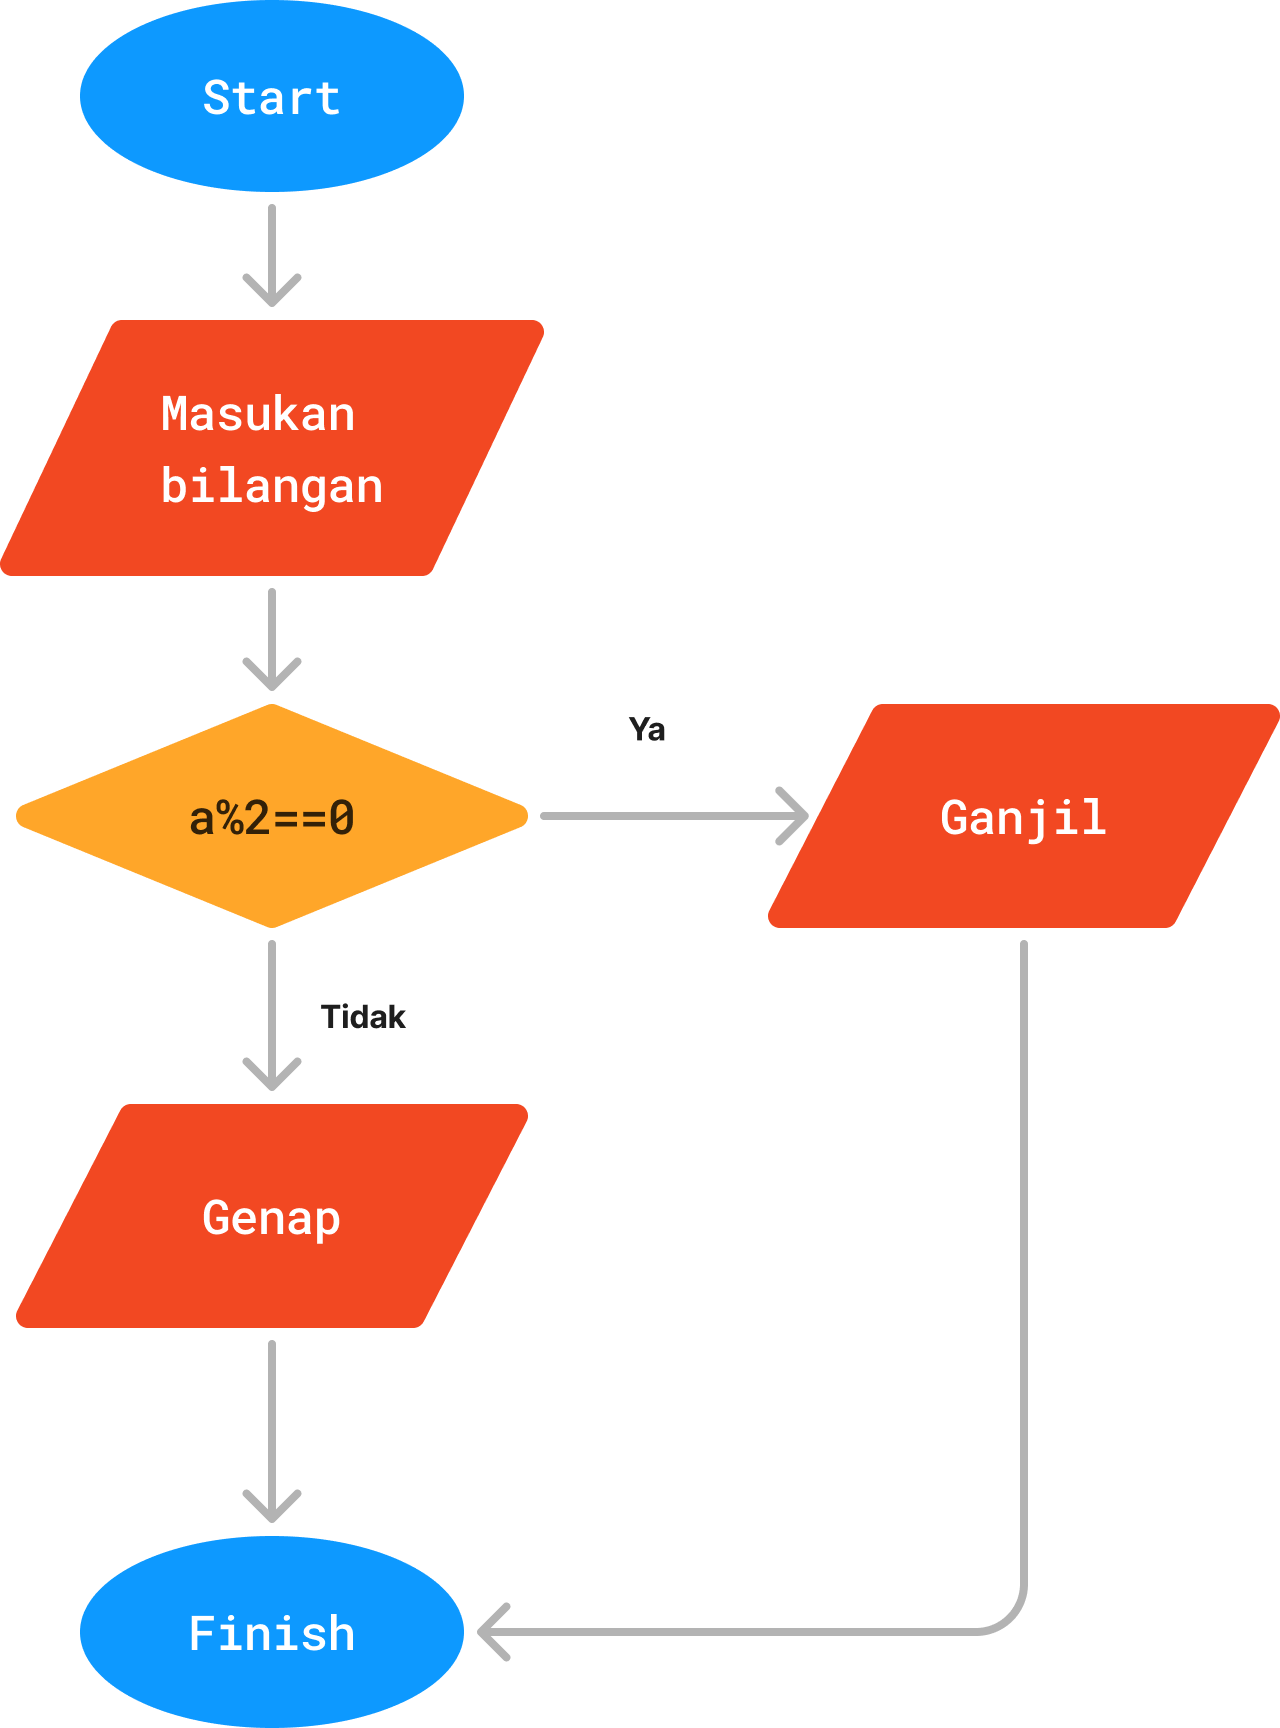 Start
Masukan
bilangan
Ya
a%2==0
Ganjil
Tidak
Genap
Finish